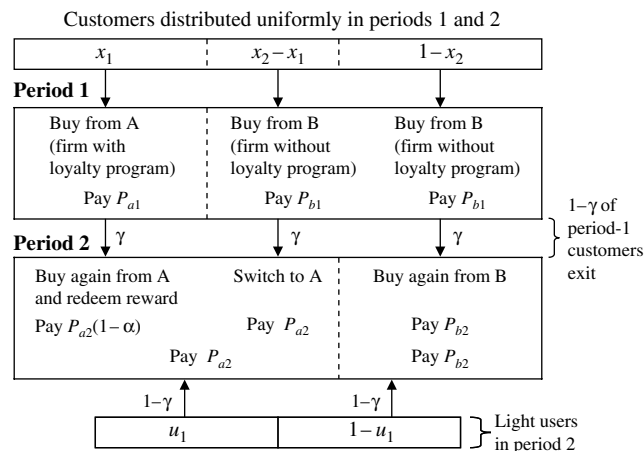 Customers distributed uniformly in periods 1 and 2
x1 x2−x1 1−x2
Period 1
Buy from A Buy from B Buy from B
(firm with (firm without (firm without
loyalty program) loyalty program) loyalty program)
Pay Pa1 Pay Pb1 Pay Pb1
1−γ of
period-1
customers
exit
γ γ γ
Period 2
Buy again from A Switch to A Buy again from B
and redeem reward
Pay Pa2(1−α) Pay Pa2 Pay Pb2
Pay Pa2 Pay Pb2
1−γ 1−γ
u1 1−u1
Light users
in period 2